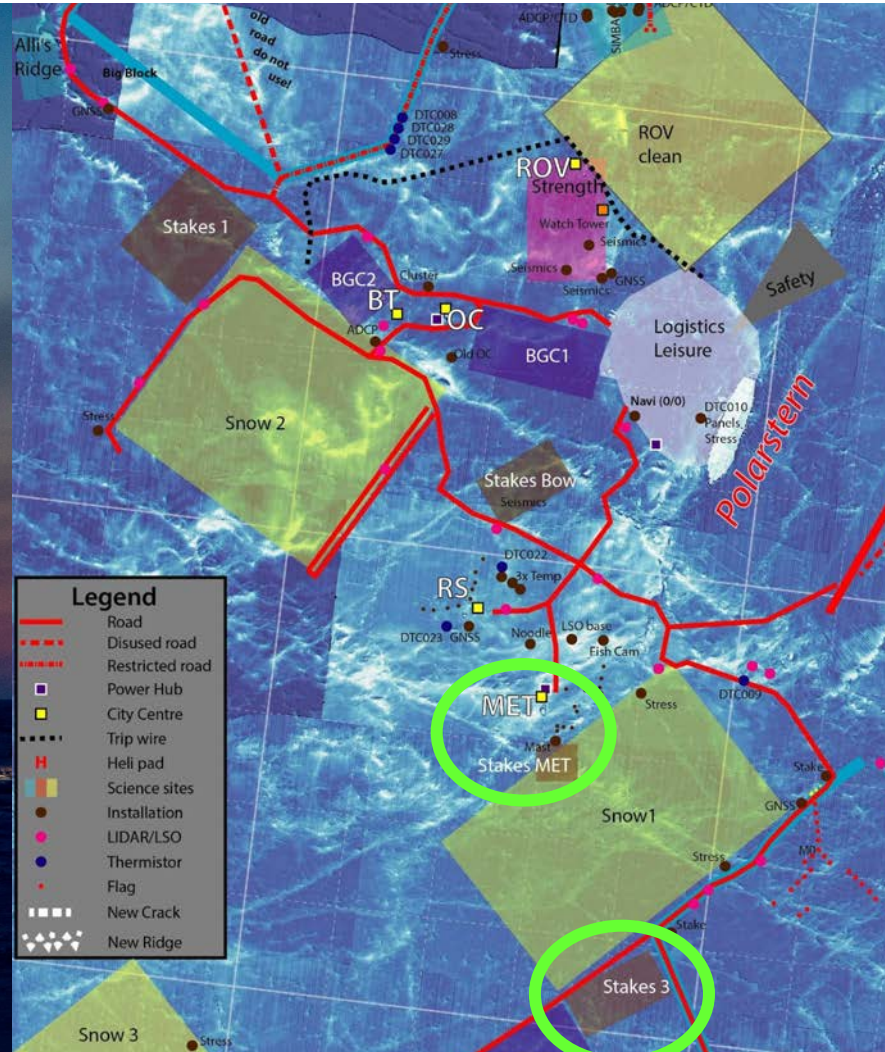 ADCP/CTD
ADCP/CTD
SIMBA
old
road
do not
use!
Alli's
Ridge
Big Block
Stress
GNSS
DTC008
DTC028
DTC029
DTC027
ROV
clean
ROV
Strength
Watch Tower
Stakes 1
Seismics
Seismics
GNSS
Seismics
Safety
BGC2
Cluster
BT
OC
ADCP
Old OC
BGC1
Logistics
Leisure
Navi (0/0)
DTC010
Panels
Stress
Polarstern
Stress
Snow 2
Stakes Bow
Seismics
DTC022
3x Temp
RS
DTC023
GNSS
Noodle
LSO base
Fish Cam
MET
Stress
DTC009
Mast
Stakes MET
Stake
GNSS
Snow1
Stress
M0
Stake
Stakes 3
Snow 3
Stress
Legend
Road
Disused road
Restricted road
Power Hub
City Centre
Trip wire
H Heli pad
Science sites
Installation
LIDAR/LSO
Thermistor
Flag
New Crack
New Ridge